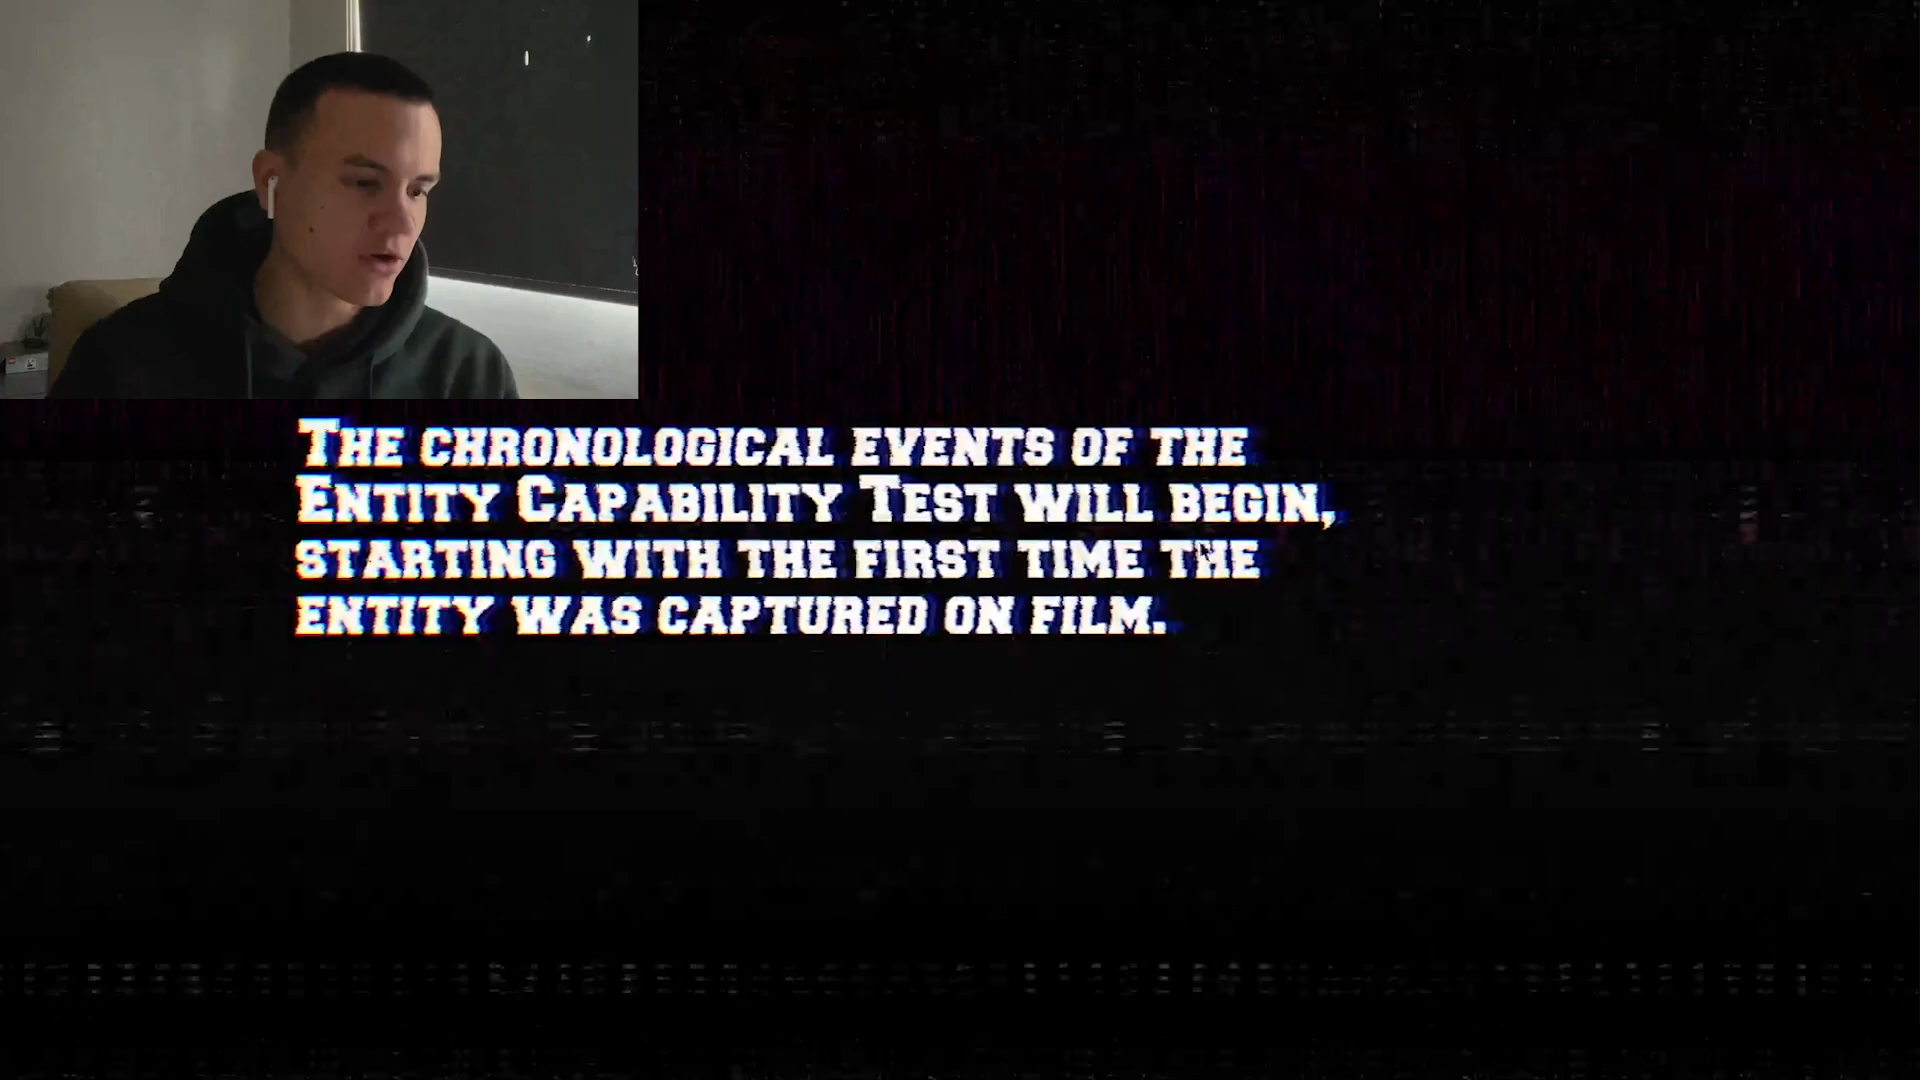 The chronological events of the
Entity Capability Test will begin,
starting with the first time the
entity was captured on film.